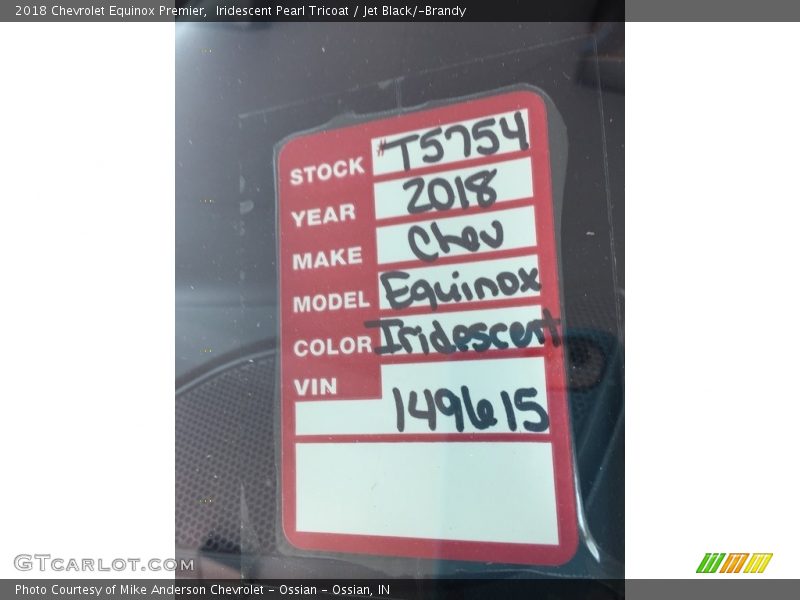 2018 Chevrolet Equinox Premier, Iridescent Pearl Tricoat / Jet Black/-Brandy
STOCK #T5754
YEAR 2018
MAKE Chev
MODEL Equinox
COLOR Iridescent
VIN
149615
GTCarlot.com
Photo Courtesy of Mike Anderson Chevrolet - Ossian - Ossian, IN